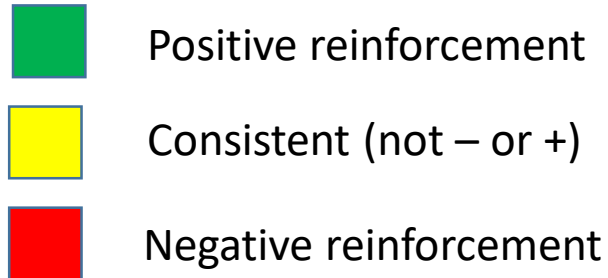 Positive reinforcement
Consistent (not – or +)
Negative reinforcement